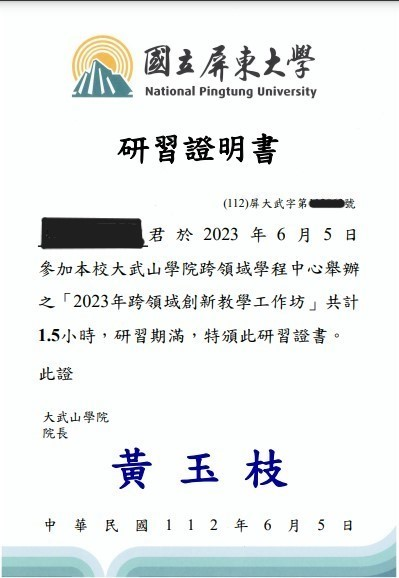 國立屏東大學
National Pingtung University
研習證明書
(112)屏大武字第號
君於2023年6月5日
參加本校大武山學院跨領域學程中心舉辦
之「2023年跨領域創新教學工作坊」共計
1.5小時，研習期滿，特頒此研習證書。
此證
大武山學院
院長
黃玉枝
中華民國112年6月5日